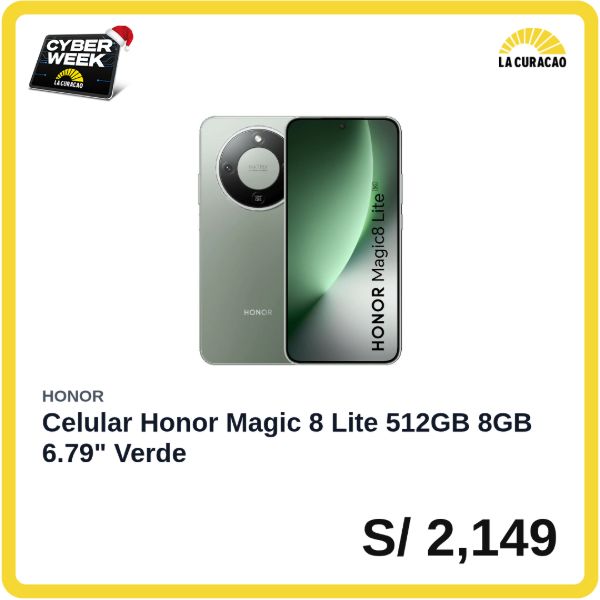 CYBER
WEEK
LA CURACAO
LA CURACAO
HONOR
HONOR Magic8 Lite 5G
HONOR
Celular Honor Magic 8 Lite 512GB 8GB
6.79" Verde
S/ 2,149